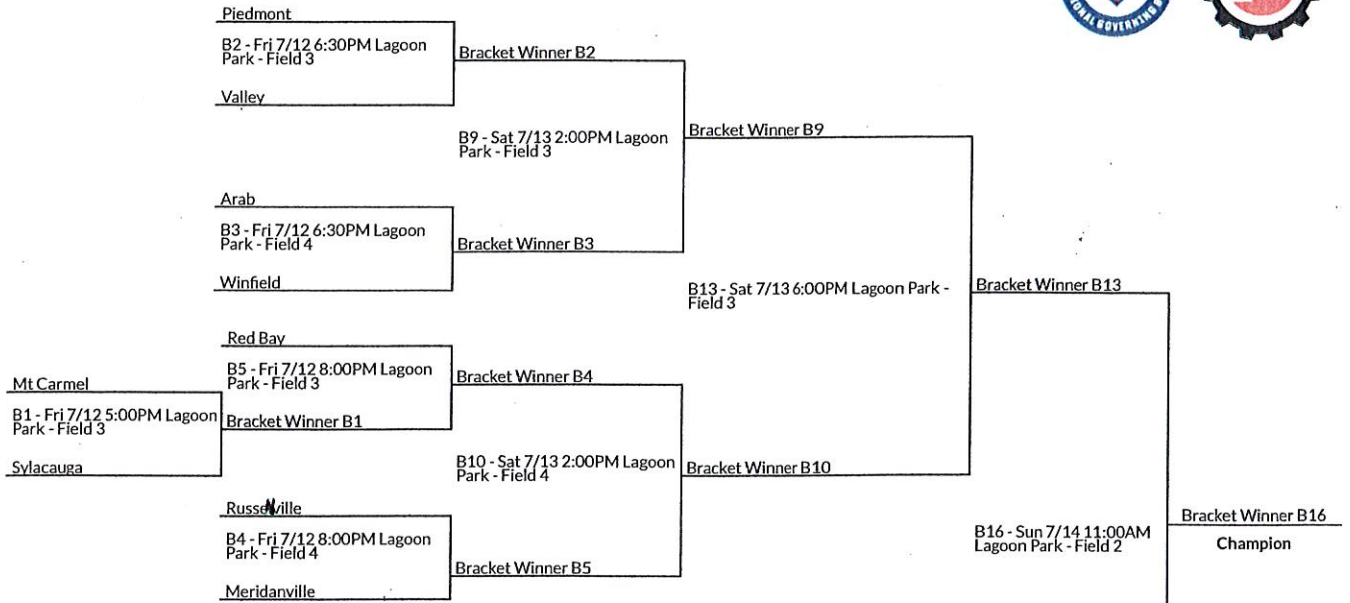 Piedmont
B2 - Fri 7/12 6:30PM Lagoon
Park - Field 3
Bracket Winner B2
Valley
B9 - Sat 7/13 2:00PM Lagoon
Park - Field 3
Bracket Winner B9
Arab
B3 - Fri 7/12 6:30PM Lagoon
Park - Field 4
Bracket Winner B3
Winfield
B13 - Sat 7/13 6:00PM Lagoon Park -
Field 3
Bracket Winner B13
Red Bay
B5 - Fri 7/12 8:00PM Lagoon
Park - Field 3
Bracket Winner B4
Mt Carmel
B1 - Fri 7/12 5:00PM Lagoon
Park - Field 3
Bracket Winner B1
Sylacauga
B10 - Sat 7/13 2:00PM Lagoon
Park - Field 4
Bracket Winner B10
Russellville
B4 - Fri 7/12 8:00PM Lagoon
Park - Field 4
Bracket Winner B5
Meridanville
B16 - Sun 7/14 11:00AM
Lagoon Park - Field 2
Bracket Winner B16
Champion